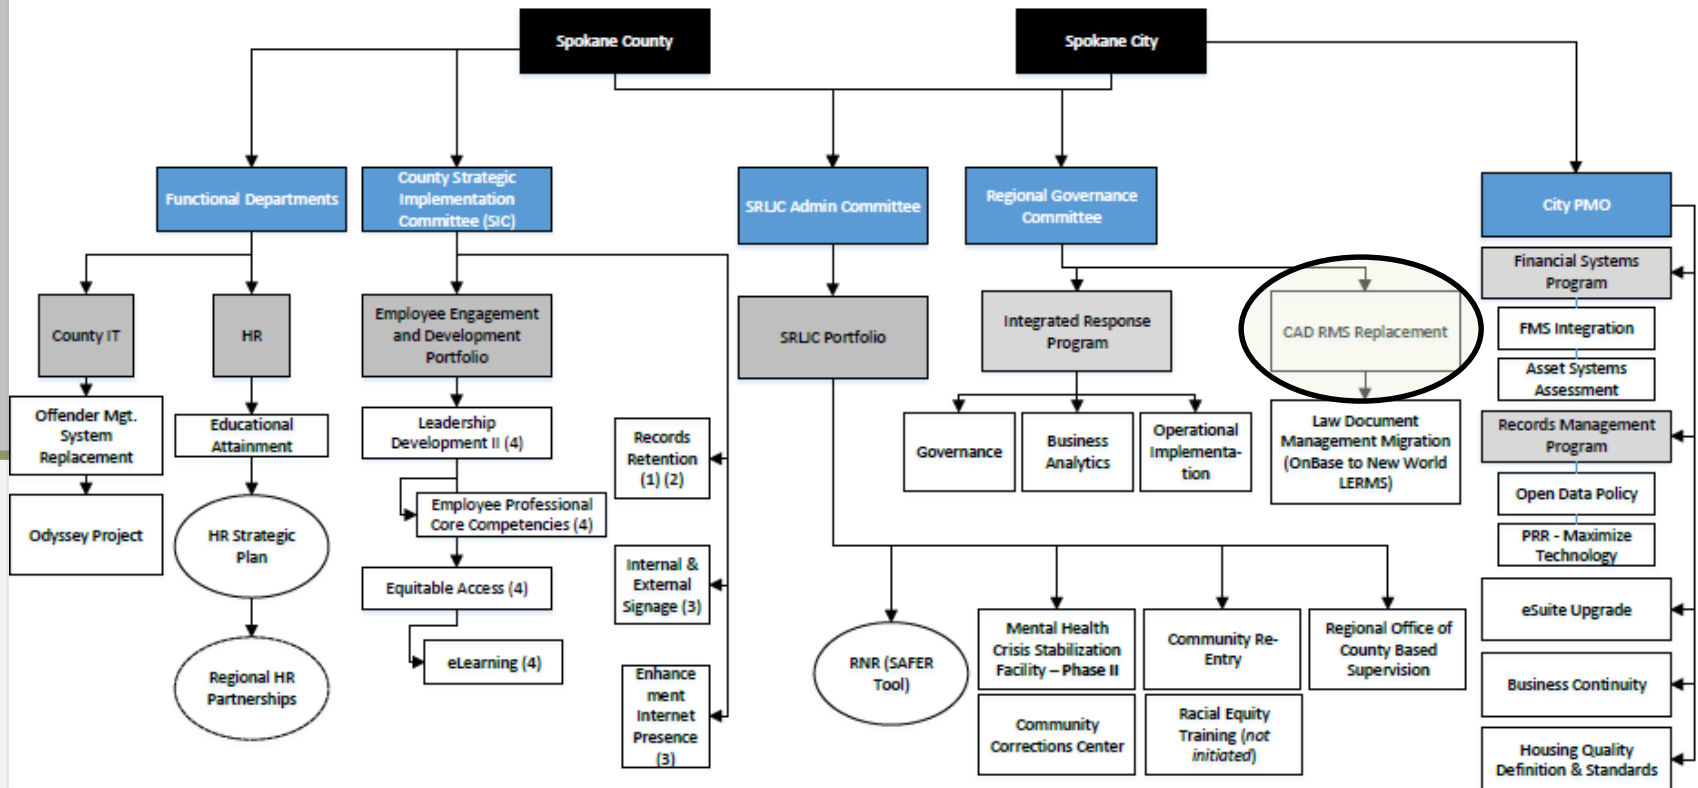 Spokane County
Spokane City
Functional Departments
County Strategic
Implementation
Committee (SIC)
SRLJC Admin Committee
Regional Governance
Committee
City PMO
County IT
HR
Employee Engagement
and Development
Portfolio
SRLJC Portfolio
Integrated Response
Program
CAD RMS Replacement
Financial Systems
Program
FMS Integration
Asset Systems
Assessment
Offender Mgt.
System
Replacement
Educational
Attainment
Leadership
Development II (4)
Records
Retention
(1) (2)
Governance
Business
Analytics
Operational
Implementa-
tion
Law Document
Management Migration
(OnBase to New World
LERMS)
Records Management
Program
Open Data Policy
PRR - Maximize
Technology
Odyssey Project
HR Strategic
Plan
Employee Professional
Core Competencies (4)
Equitable Access (4)
Internal &
External
Signage (3)
eLearning (4)
Regional HR
Partnerships
Enhance
ment
Internet
Presence
(3)
RNR (SAFER
Tool)
Mental Health
Crisis Stabilization
Facility – Phase II
Community Re-
Entry
Regional Office of
County Based
Supervision
Community
Corrections Center
Racial Equity
Training (not
initiated)
eSuite Upgrade
Business Continuity
Housing Quality
Definition & Standards